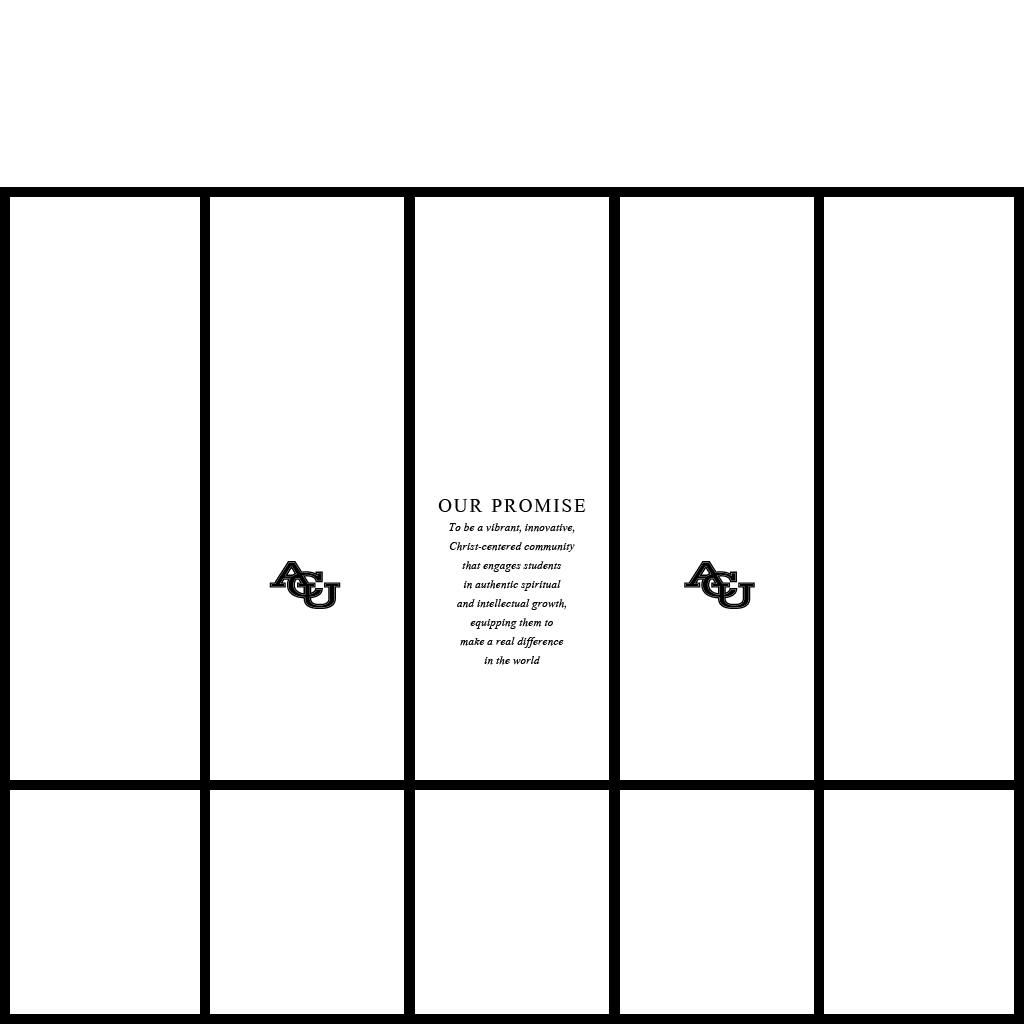 OUR PROMISE
To be a vibrant, innovative,
Christ-centered community
that engages students
in authentic spiritual
and intellectual growth,
equipping them to
make a real difference
in the world
ACU
ACU